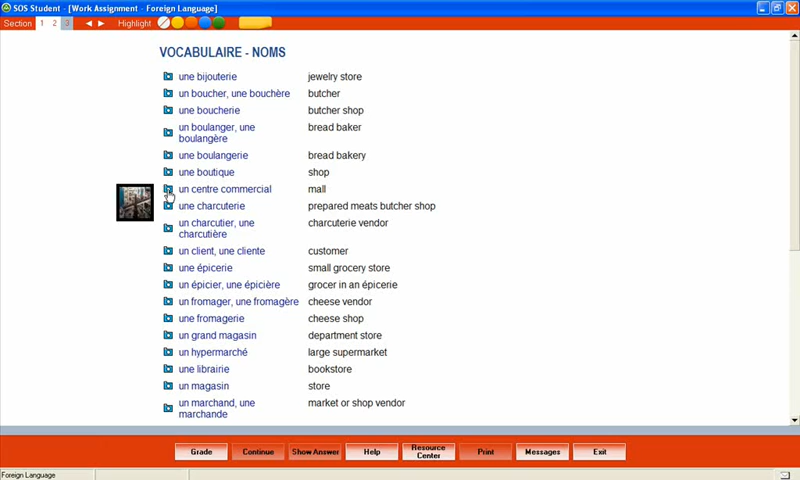 SOS Student - [Work Assignment - Foreign Language]
Section 1 2 3 Highlight
VOCABULAIRE - NOMS
une bijouterie jewelry store
un boucher, une bouchère butcher
une boucherie butcher shop
un boulanger, une bread baker
boulangère
une boulangerie bread bakery
une boutique shop
un centre commercial mall
une charcuterie prepared meats butcher shop
un charcutier, une charcuterie vendor
charcutière
un client, une cliente customer
une épicerie small grocery store
un épicier, une épicière grocer in an épicerie
un fromager, une fromagère cheese vendor
une fromagerie cheese shop
un grand magasin department store
un hypermarché large supermarket
une librairie bookstore
un magasin store
un marchand, une market or shop vendor
marchande
Grade Continue Show Answer Help Resource Center Print Messages Exit
Foreign Language